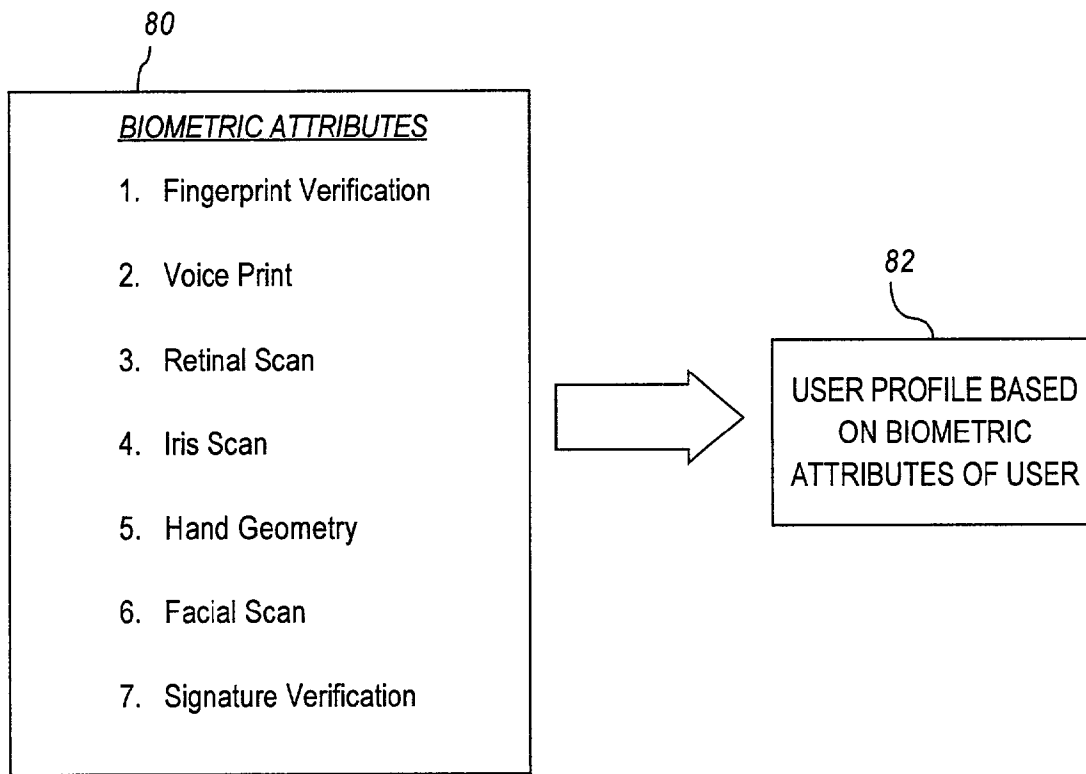 80
BIOMETRIC ATTRIBUTES
1. Fingerprint Verification
2. Voice Print
3. Retinal Scan
4. Iris Scan
5. Hand Geometry
6. Facial Scan
7. Signature Verification
82
USER PROFILE BASED
ON BIOMETRIC
ATTRIBUTES OF USER